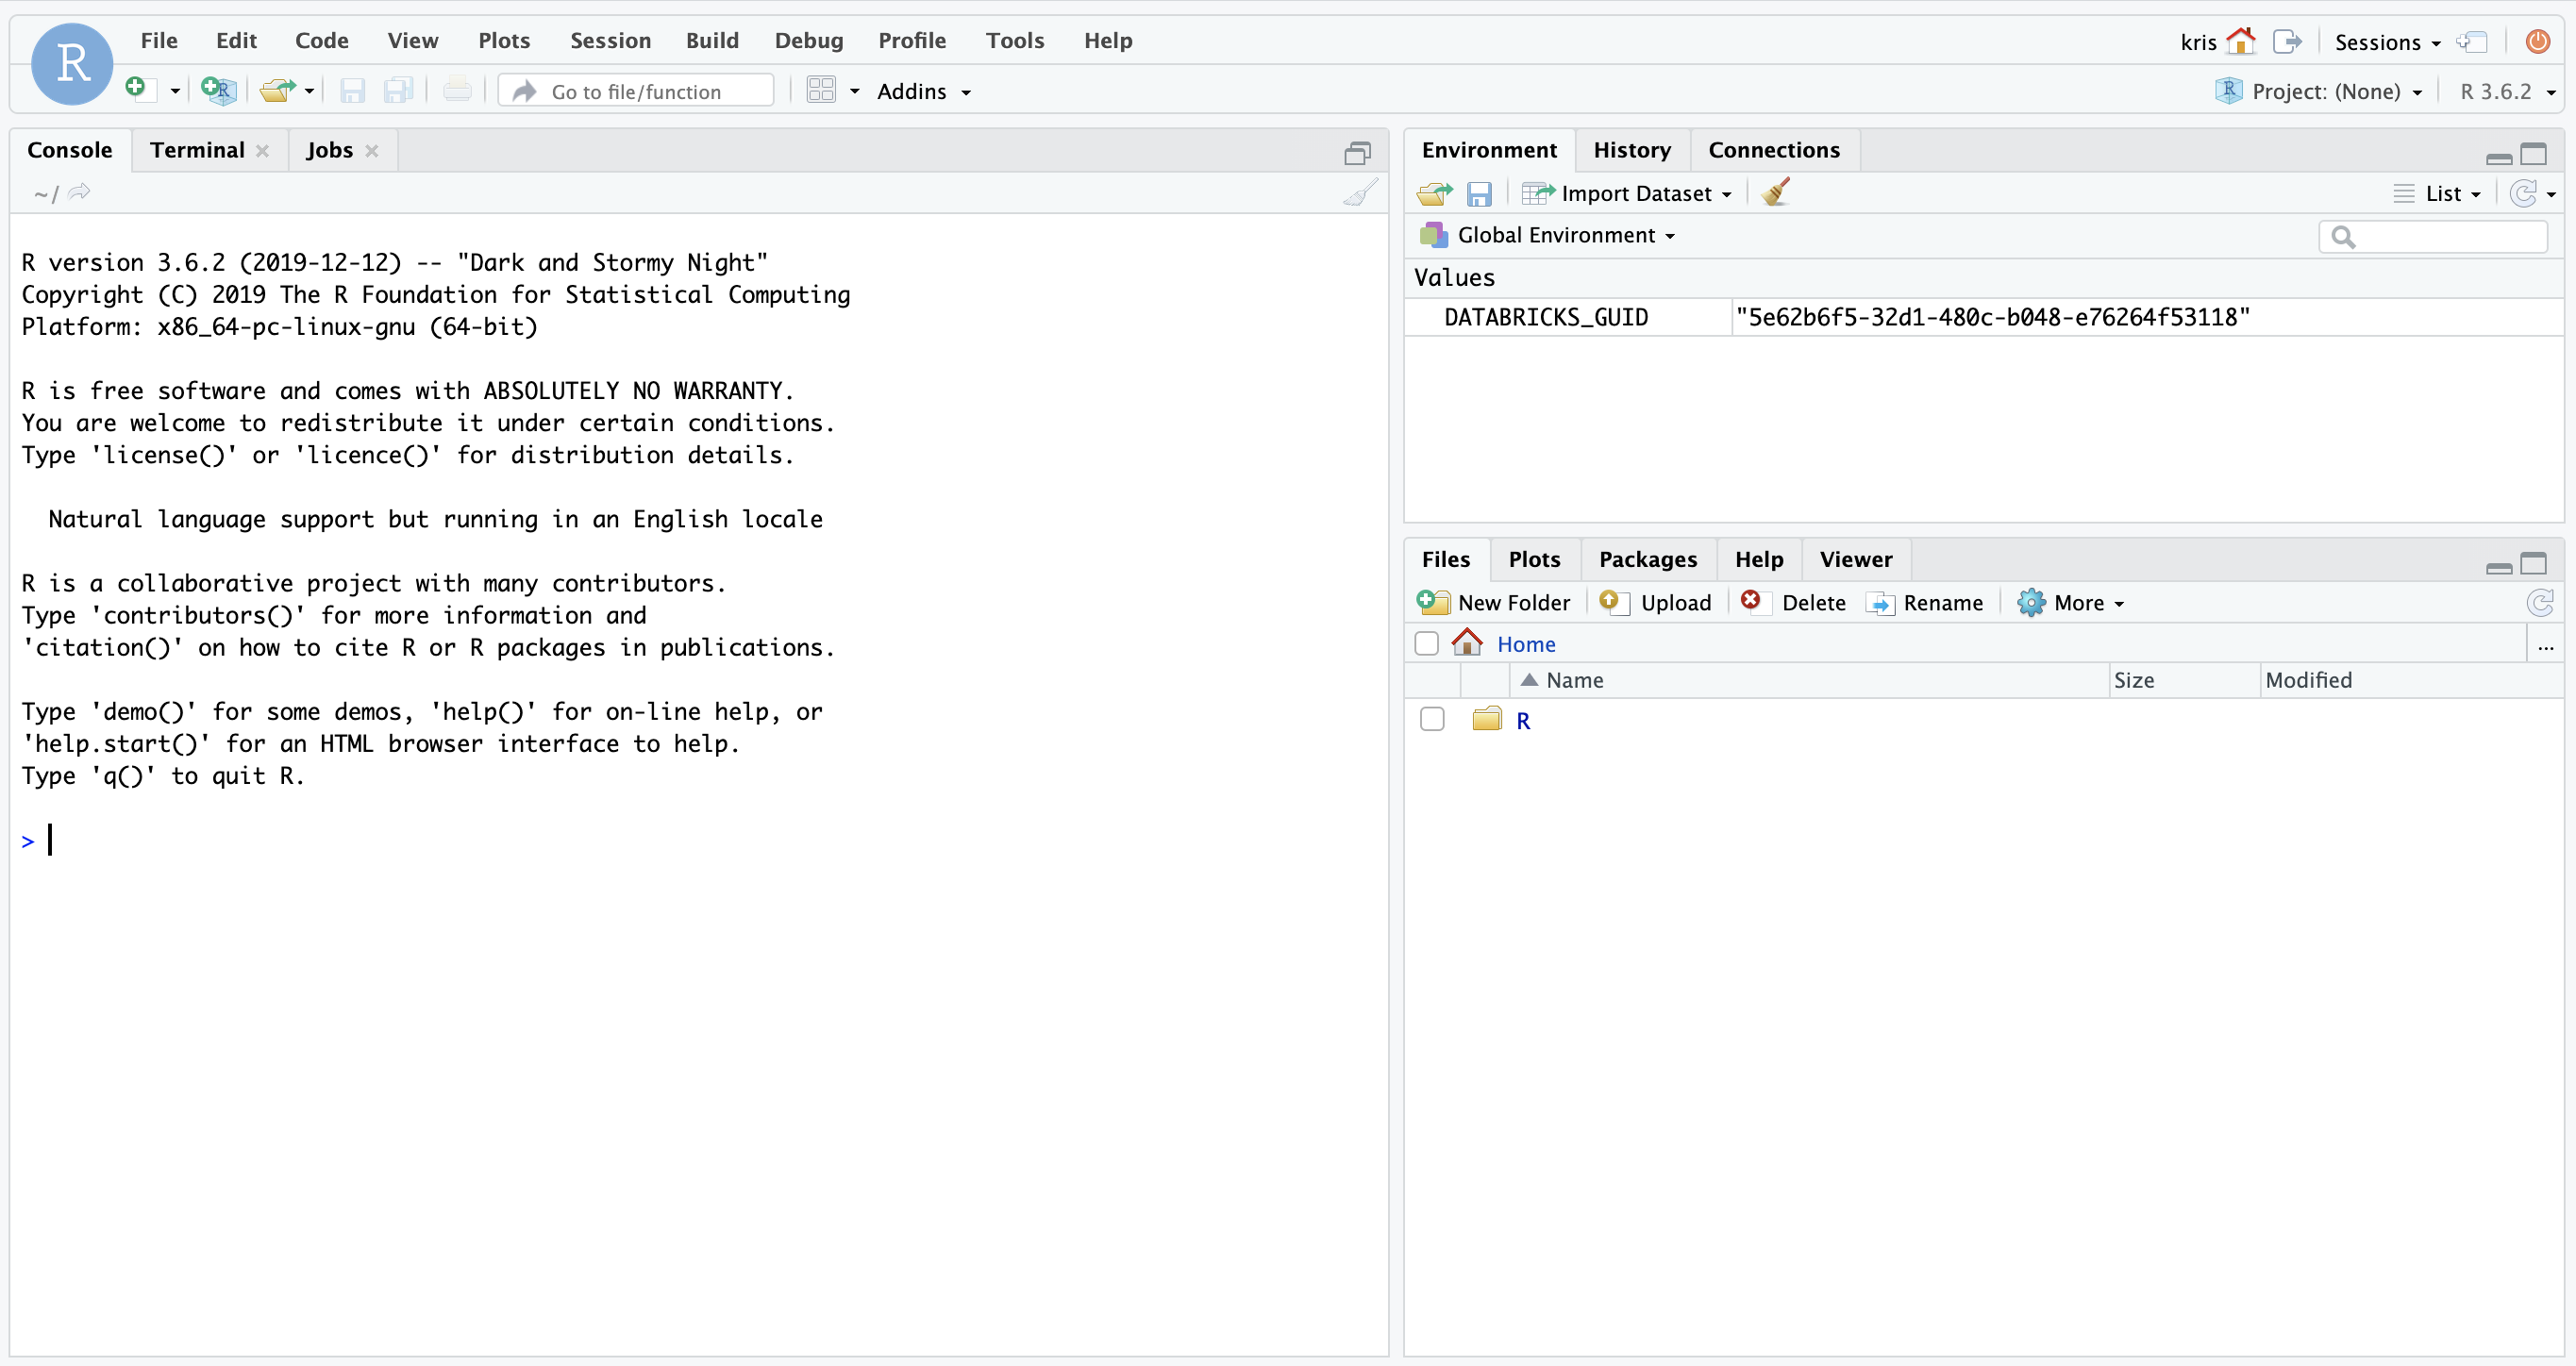 R
File Edit Code View Plots Session Build Debug Profile Tools Help
kris Sessions
Go to file/function Addins
R Project: (None) R 3.6.2
Console Terminal Jobs
~/
R version 3.6.2 (2019-12-12) -- "Dark and Stormy Night"
Copyright (C) 2019 The R Foundation for Statistical Computing
Platform: x86_64-pc-linux-gnu (64-bit)
R is free software and comes with ABSOLUTELY NO WARRANTY.
You are welcome to redistribute it under certain conditions.
Type 'license()' or 'licence()' for distribution details.
Natural language support but running in an English locale
R is a collaborative project with many contributors.
Type 'contributors()' for more information and
'citation()' on how to cite R or R packages in publications.
Type 'demo()' for some demos, 'help()' for on-line help, or
'help.start()' for an HTML browser interface to help.
Type 'q()' to quit R.
>
Environment History Connections
Import Dataset List
Global Environment
Values
DATABRICKS_GUID "5e62b6f5-32d1-480c-b048-e76264f53118"
Files Plots Packages Help Viewer
New Folder Upload Delete Rename More
Home ...
Name Size Modified
R